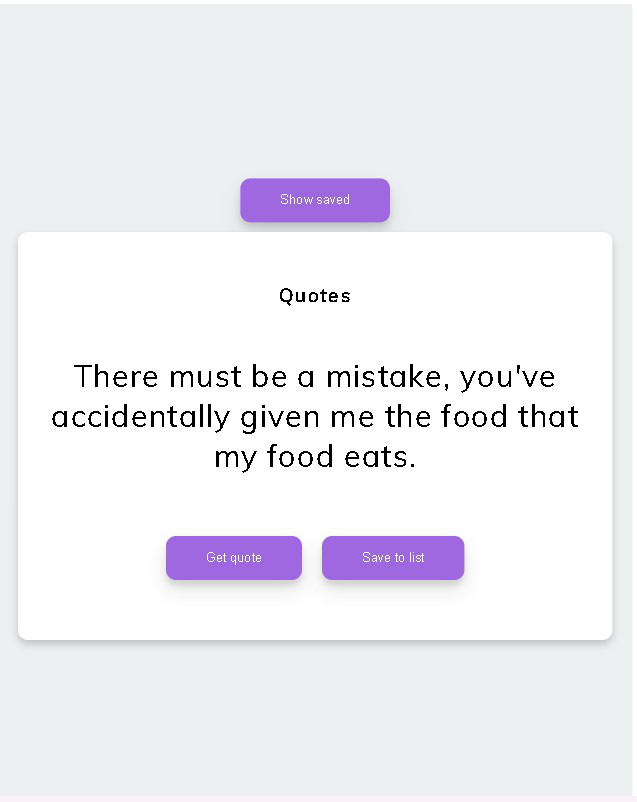 Show saved
Quotes
There must be a mistake, you've
accidentally given me the food that
my food eats.
Get quote
Save to list